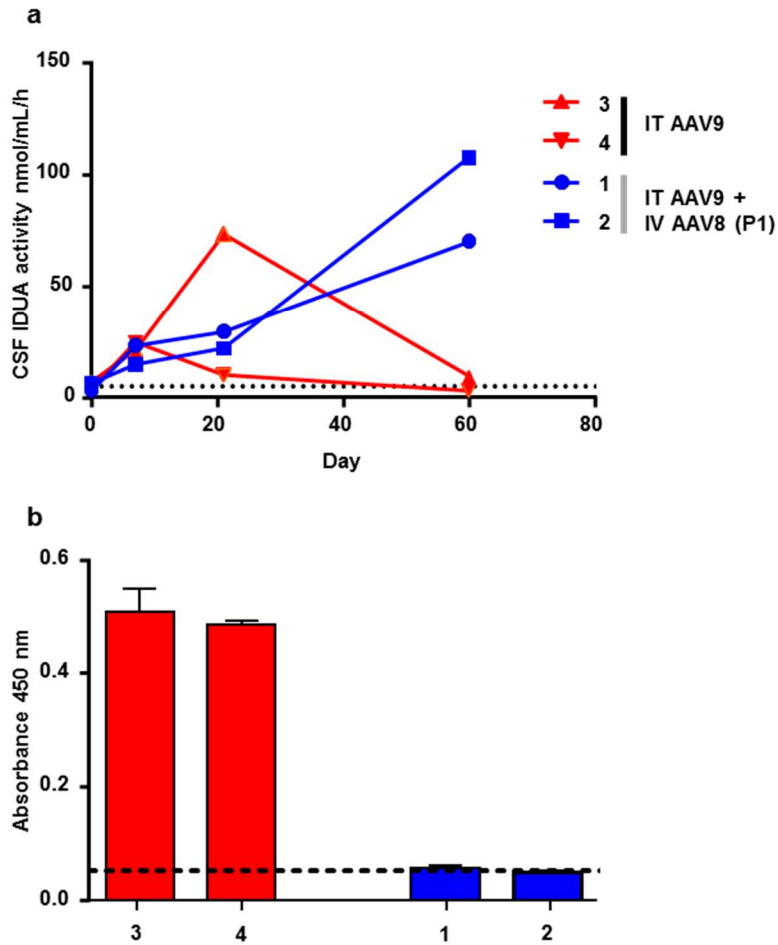 a
CSF IDUA activity nmol/mL/h
150
100
50
0
0 20 40 60 80
Day
3
4
IT AAV9
1
2
IT AAV9 +
IV AAV8 (P1)
b
Absorbance 450 nm
0.6
0.4
0.2
0.0
3 4 1 2